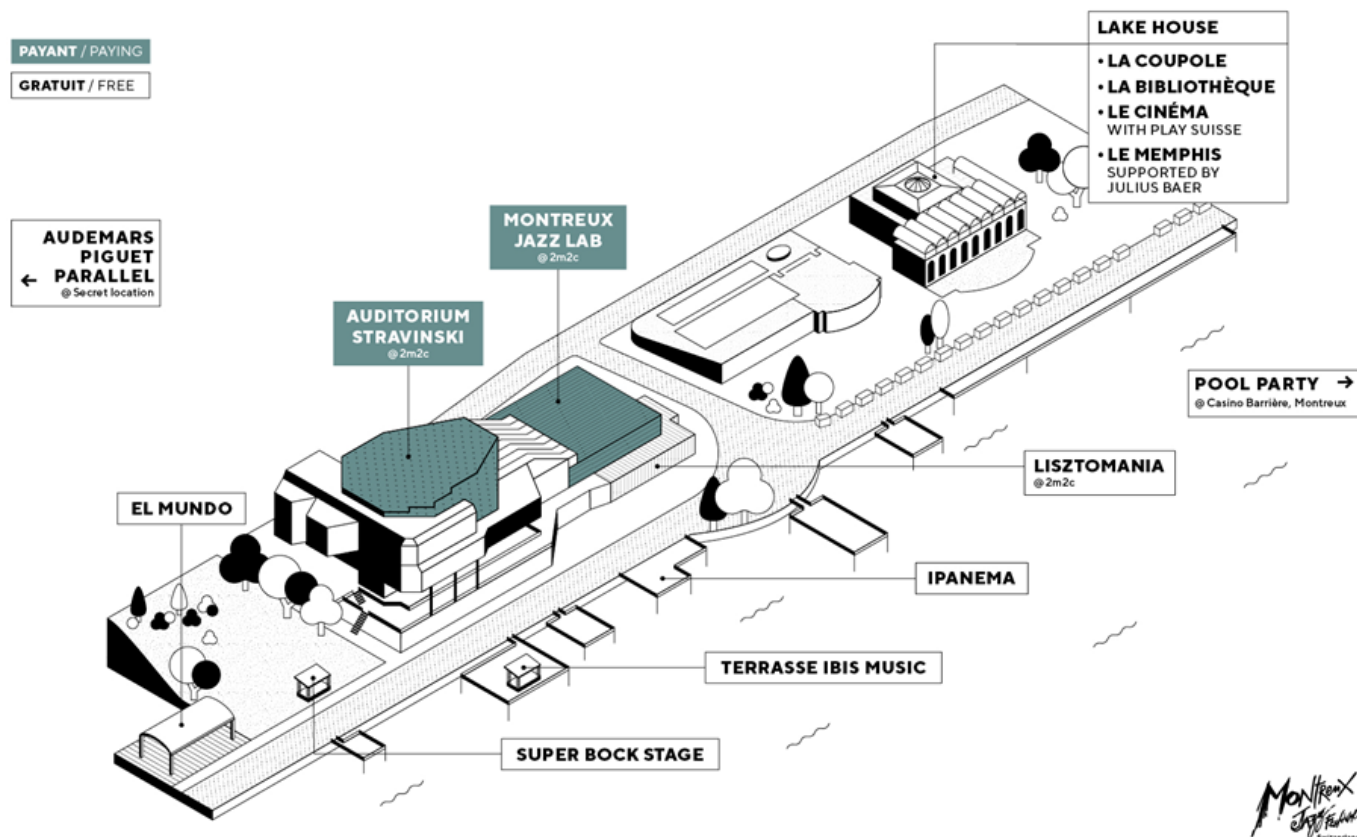 PAYANT / PAYING
GRATUIT / FREE
LAKE HOUSE
• LA COUPOLE
• LA BIBLIOTHÈQUE
• LE CINÉMA
WITH PLAY SUISSE
• LE MEMPHIS
SUPPORTED BY
JULIUS BAER
AUDEMARS
PIGUET
← PARALLEL
@ Secret location
MONTREUX
JAZZ LAB
@ 2m2c
AUDITORIUM
STRAVINSKI
@ 2m2c
POOL PARTY →
@ Casino Barrière, Montreux
LISZTOMANIA
@ 2m2c
EL MUNDO
IPANEMA
TERRASSE IBIS MUSIC
SUPER BOCK STAGE
MONTREUX
JAZZ FESTIVAL